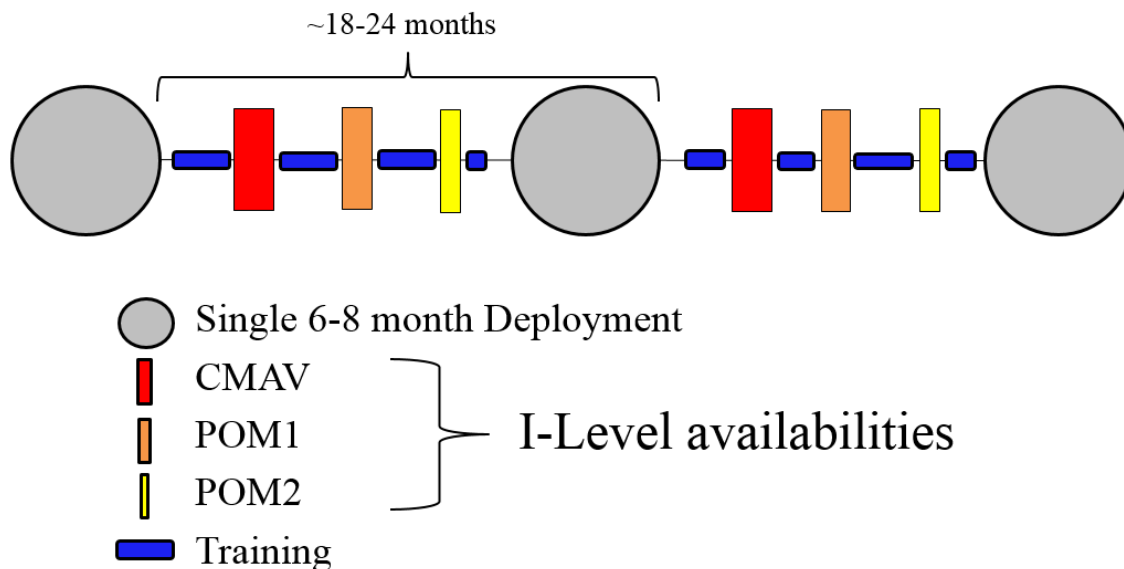 ~18-24 months
Single 6-8 month Deployment
CMAV
POM1
I-Level availabilities
POM2
Training